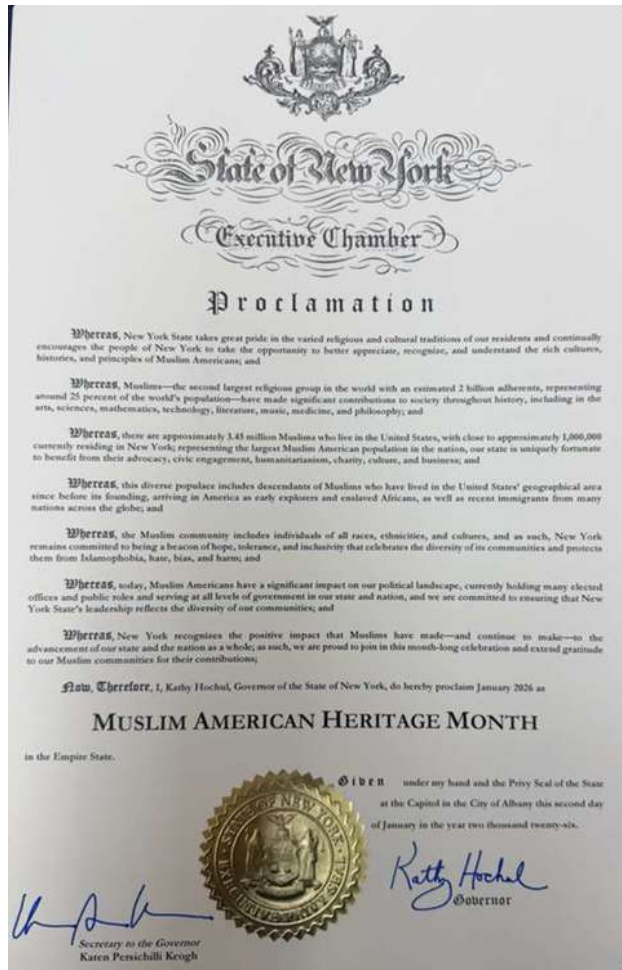 State of New York
Executive Chamber
Proclamation
Whereas, New York State takes great pride in the varied religious and cultural traditions of our residents and continually
encourages the people of New York to take the opportunity to better appreciate, recognize, and understand the rich cultures,
histories, and principles of Muslim Americans; and
Whereas, Muslims—the second largest religious group in the world with an estimated 2 billion adherents, representing
around 25 percent of the world's population—have made significant contributions to society throughout history, including in the
arts, sciences, mathematics, technology, literature, music, medicine, and philosophy; and
Whereas, there are approximately 3.45 million Muslims who live in the United States, with close to approximately 1,000,000
currently residing in New York; representing the largest Muslim American population in the nation, our state is uniquely fortunate
to benefit from their advocacy, civic engagement, humanitarianism, charity, culture, and business; and
Whereas, this diverse populace includes descendants of Muslims who have lived in the United States' geographical area
since before its founding, arriving in America as early explorers and enslaved Africans, as well as recent immigrants from many
nations across the globe; and
Whereas, the Muslim community includes individuals of all races, ethnicities, and cultures, and as such, New York
remains committed to being a beacon of hope, tolerance, and inclusivity that celebrates the diversity of its communities and protects
them from Islamophobia, hate, bias, and harm; and
Whereas, today, Muslim Americans have a significant impact on our political landscape, currently holding many elected
offices and public roles and serving at all levels of government in our state and nation, and we are committed to ensuring that New
York State's leadership reflects the diversity of our communities; and
Whereas, New York recognizes the positive impact that Muslims have made—and continue to make—to the
advancement of our state and the nation as a whole; as such, we are proud to join in this month-long celebration and extend gratitude
to our Muslim communities for their contributions;
Now, Therefore, I, Kathy Hochul, Governor of the State of New York, do hereby proclaim January 2026 as
MUSLIM AMERICAN HERITAGE MONTH
in the Empire State.
Given under my hand and the Privy Seal of the State
at the Capitol in the City of Albany this second day
of January in the year two thousand twenty-six.
STATE OF NEW YORK
EXECUTIVE PRIVY SEAL
Kathy Hochul
Governor
Secretary to the Governor
Karen Persichilli Keogh